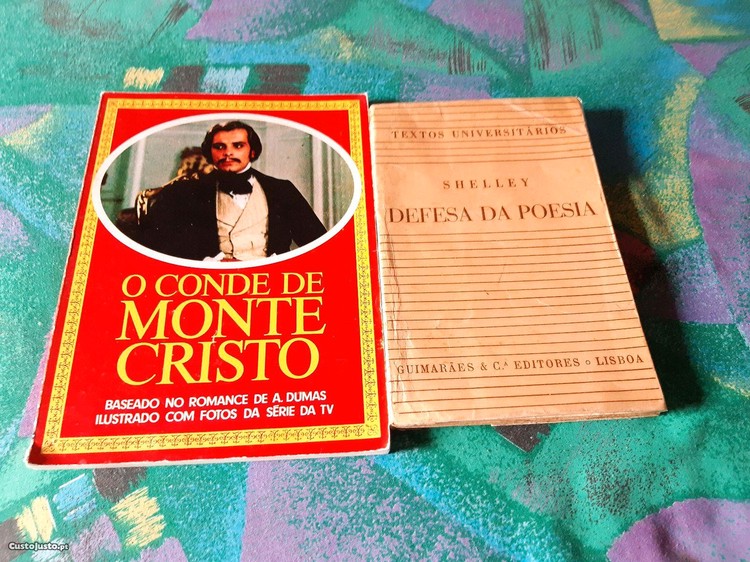 O CONDE DE
MONTE
CRISTO
BASEADO NO ROMANCE DE A. DUMAS
ILUSTRADO COM FOTOS DA SÉRIE DA TV
TEXTOS UNIVERSITÁRIOS
SHELLEY
DEFESA DA POESIA
GUIMARÃES & C.ᴬ EDITORES o LISBOA
CustoJusto.pt